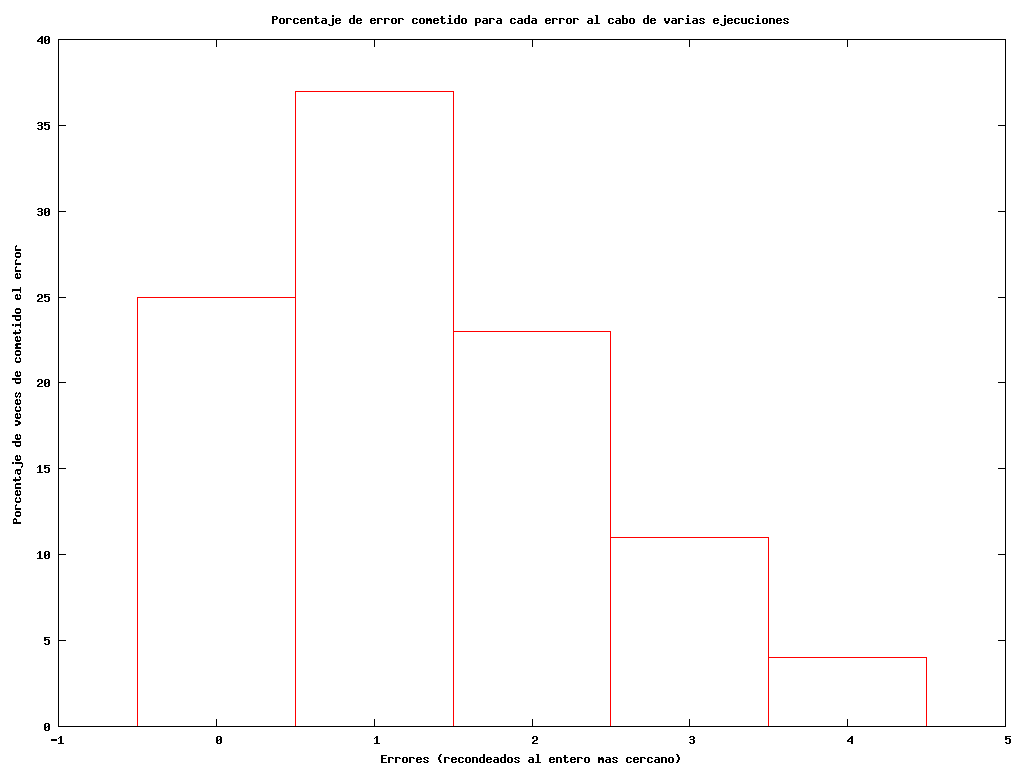 Porcentaje de error cometido para cada error al cabo de varias ejecuciones
40
35
30
25
20
15
10
5
0
Porcentaje de veces de cometido el error
-1 0 1 2 3 4 5
Errores (recondeados al entero mas cercano)